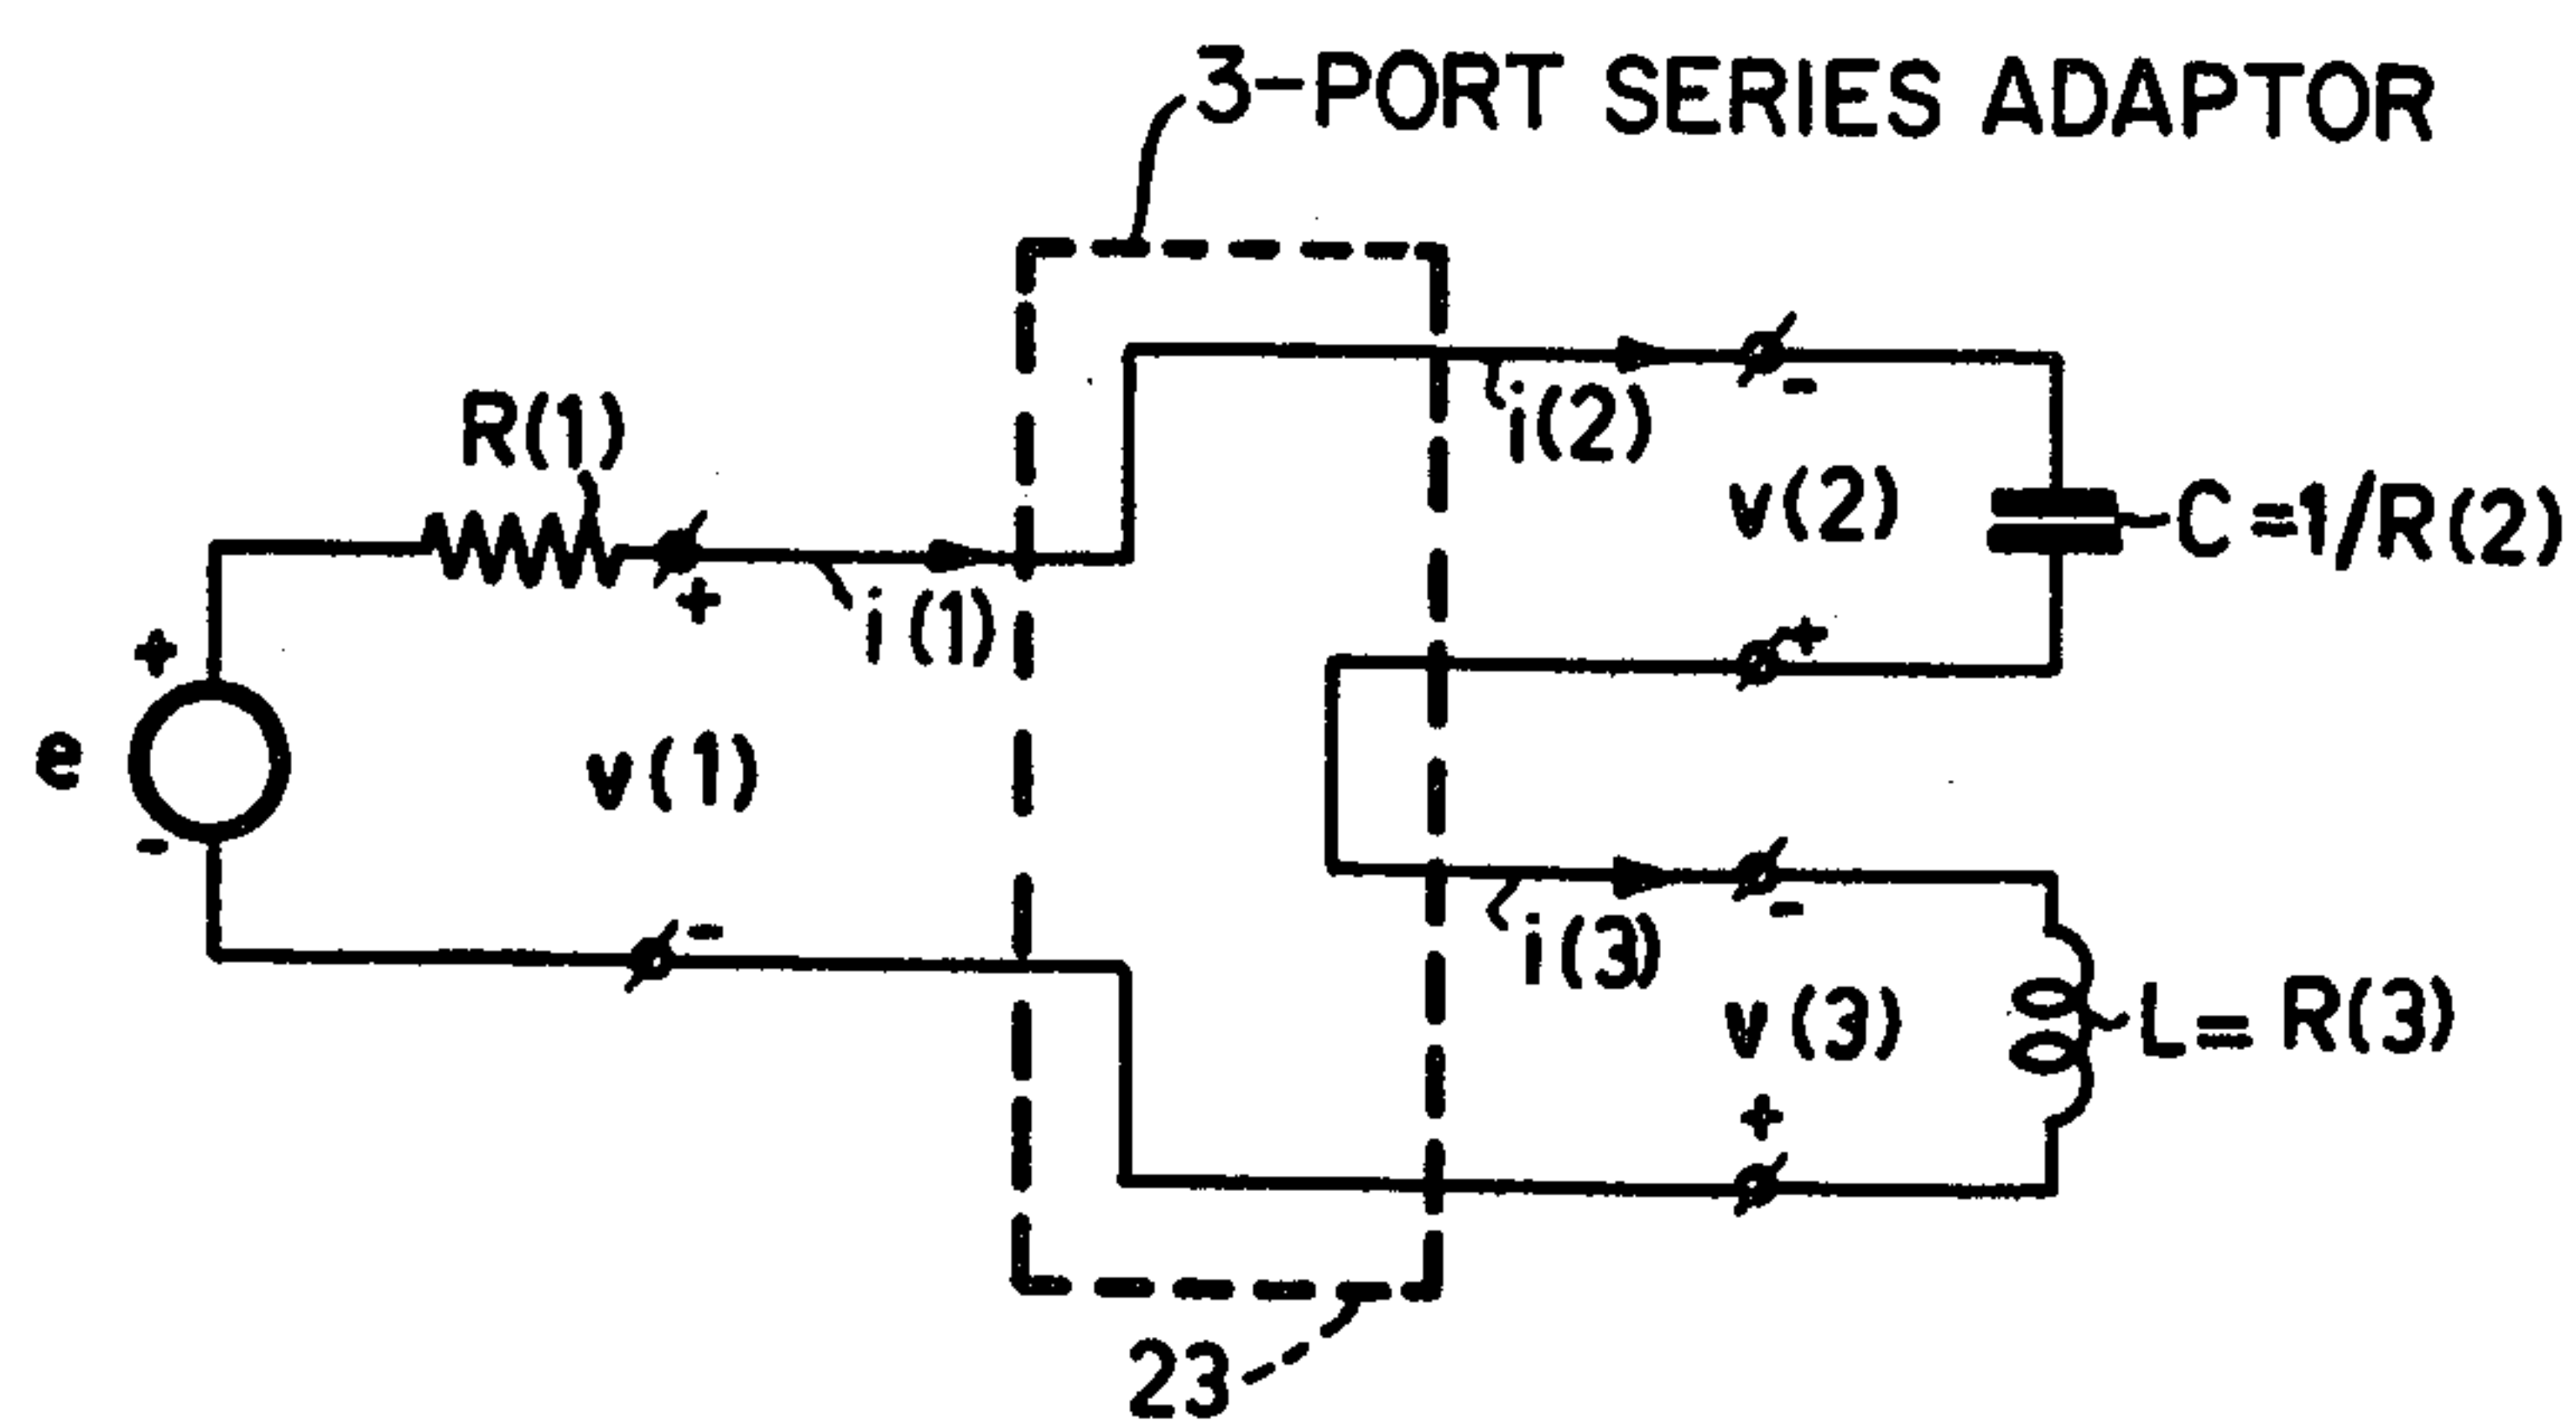 3-PORT SERIES ADAPTOR
R(1)
i(2)
v(2)
C=1/R(2)
+
i(1)
+
-
+
e
v(1)
-
-
-
i(3)
v(3)
L=R(3)
+
23